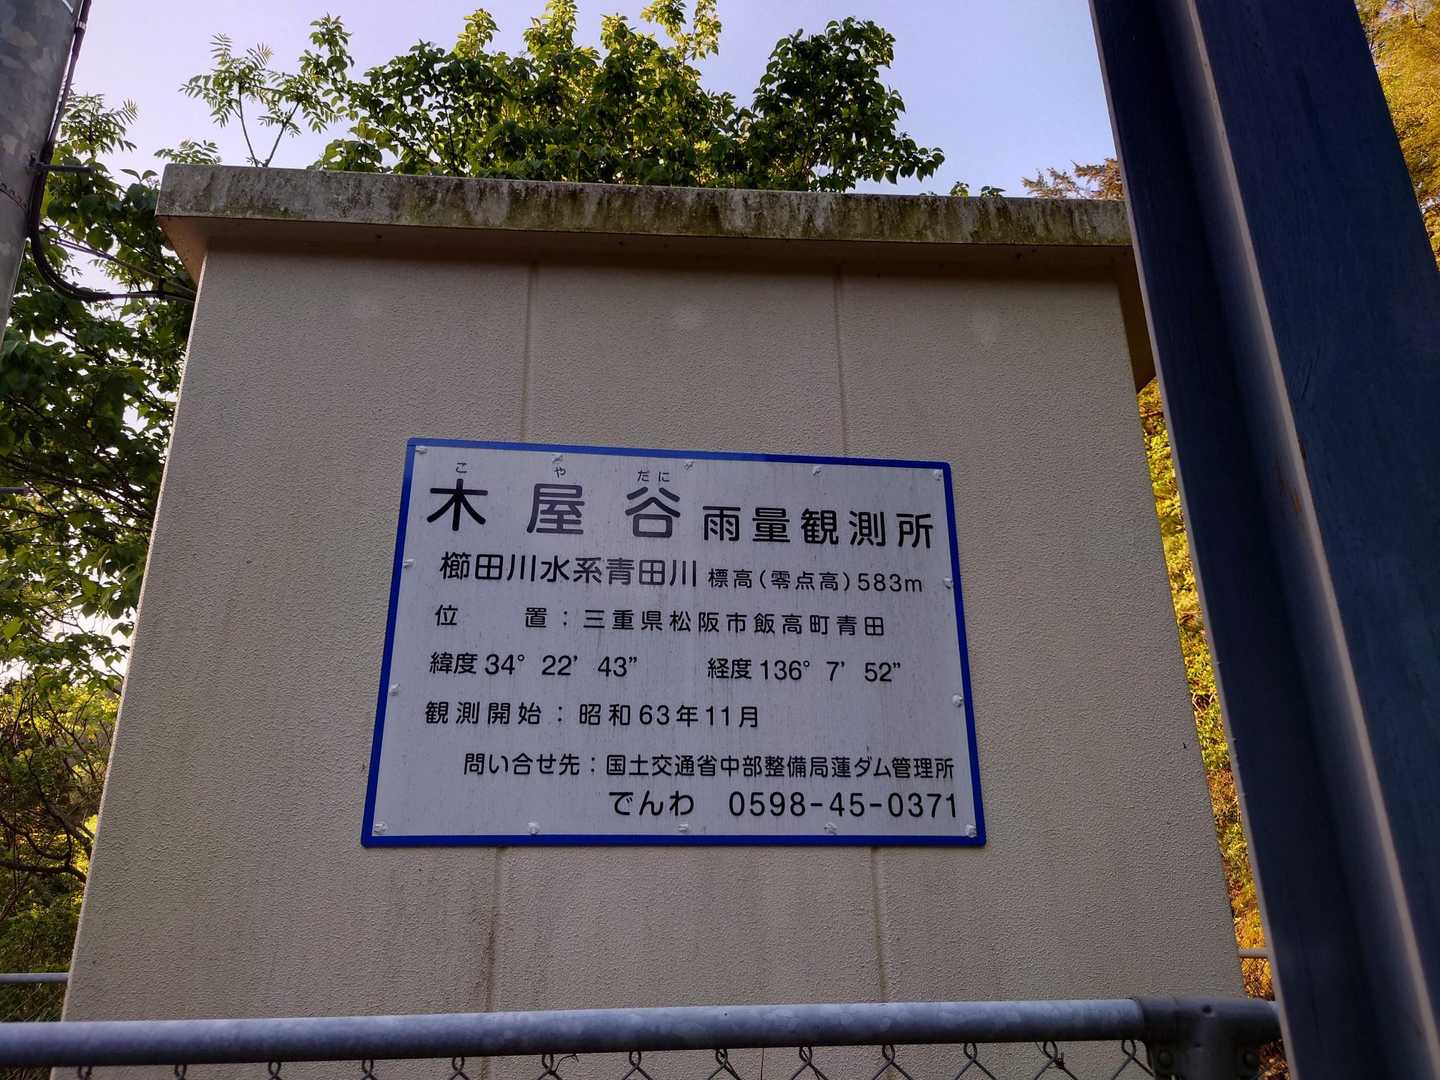 こ や だに
木屋谷雨量観測所
櫛田川水系青田川 標高(零点高)583m
位 置：三重県松阪市飯高町青田
緯度34°22’43” 経度136°7’52”
観測開始：昭和63年11月
問い合せ先：国土交通省中部整備局蓮ダム管理所
でんわ 0598-45-0371